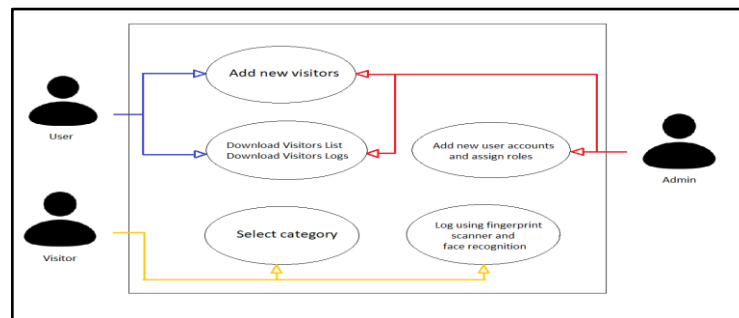 Add new visitors
User
Download Visitors List
Download Visitors Logs
Add new user accounts
and assign roles
Admin
Select category
Log using fingerprint
scanner and
face recognition
Visitor